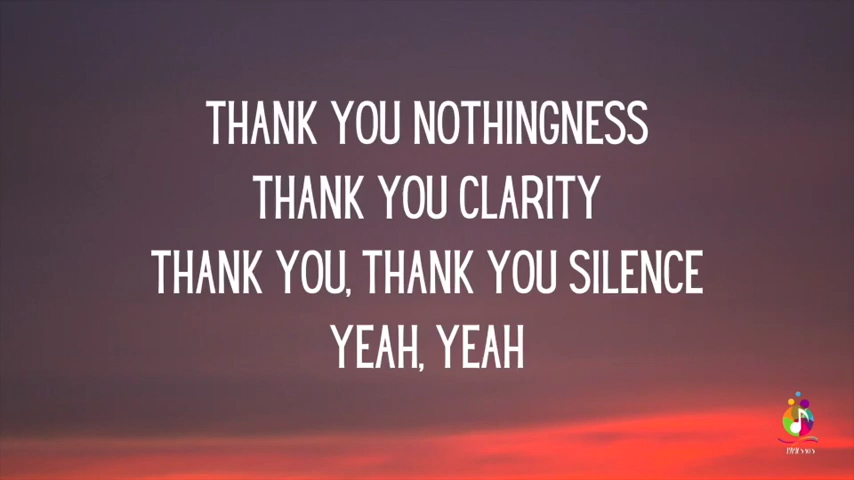 THANK YOU NOTHINGNESS
THANK YOU CLARITY
THANK YOU, THANK YOU SILENCE
YEAH, YEAH